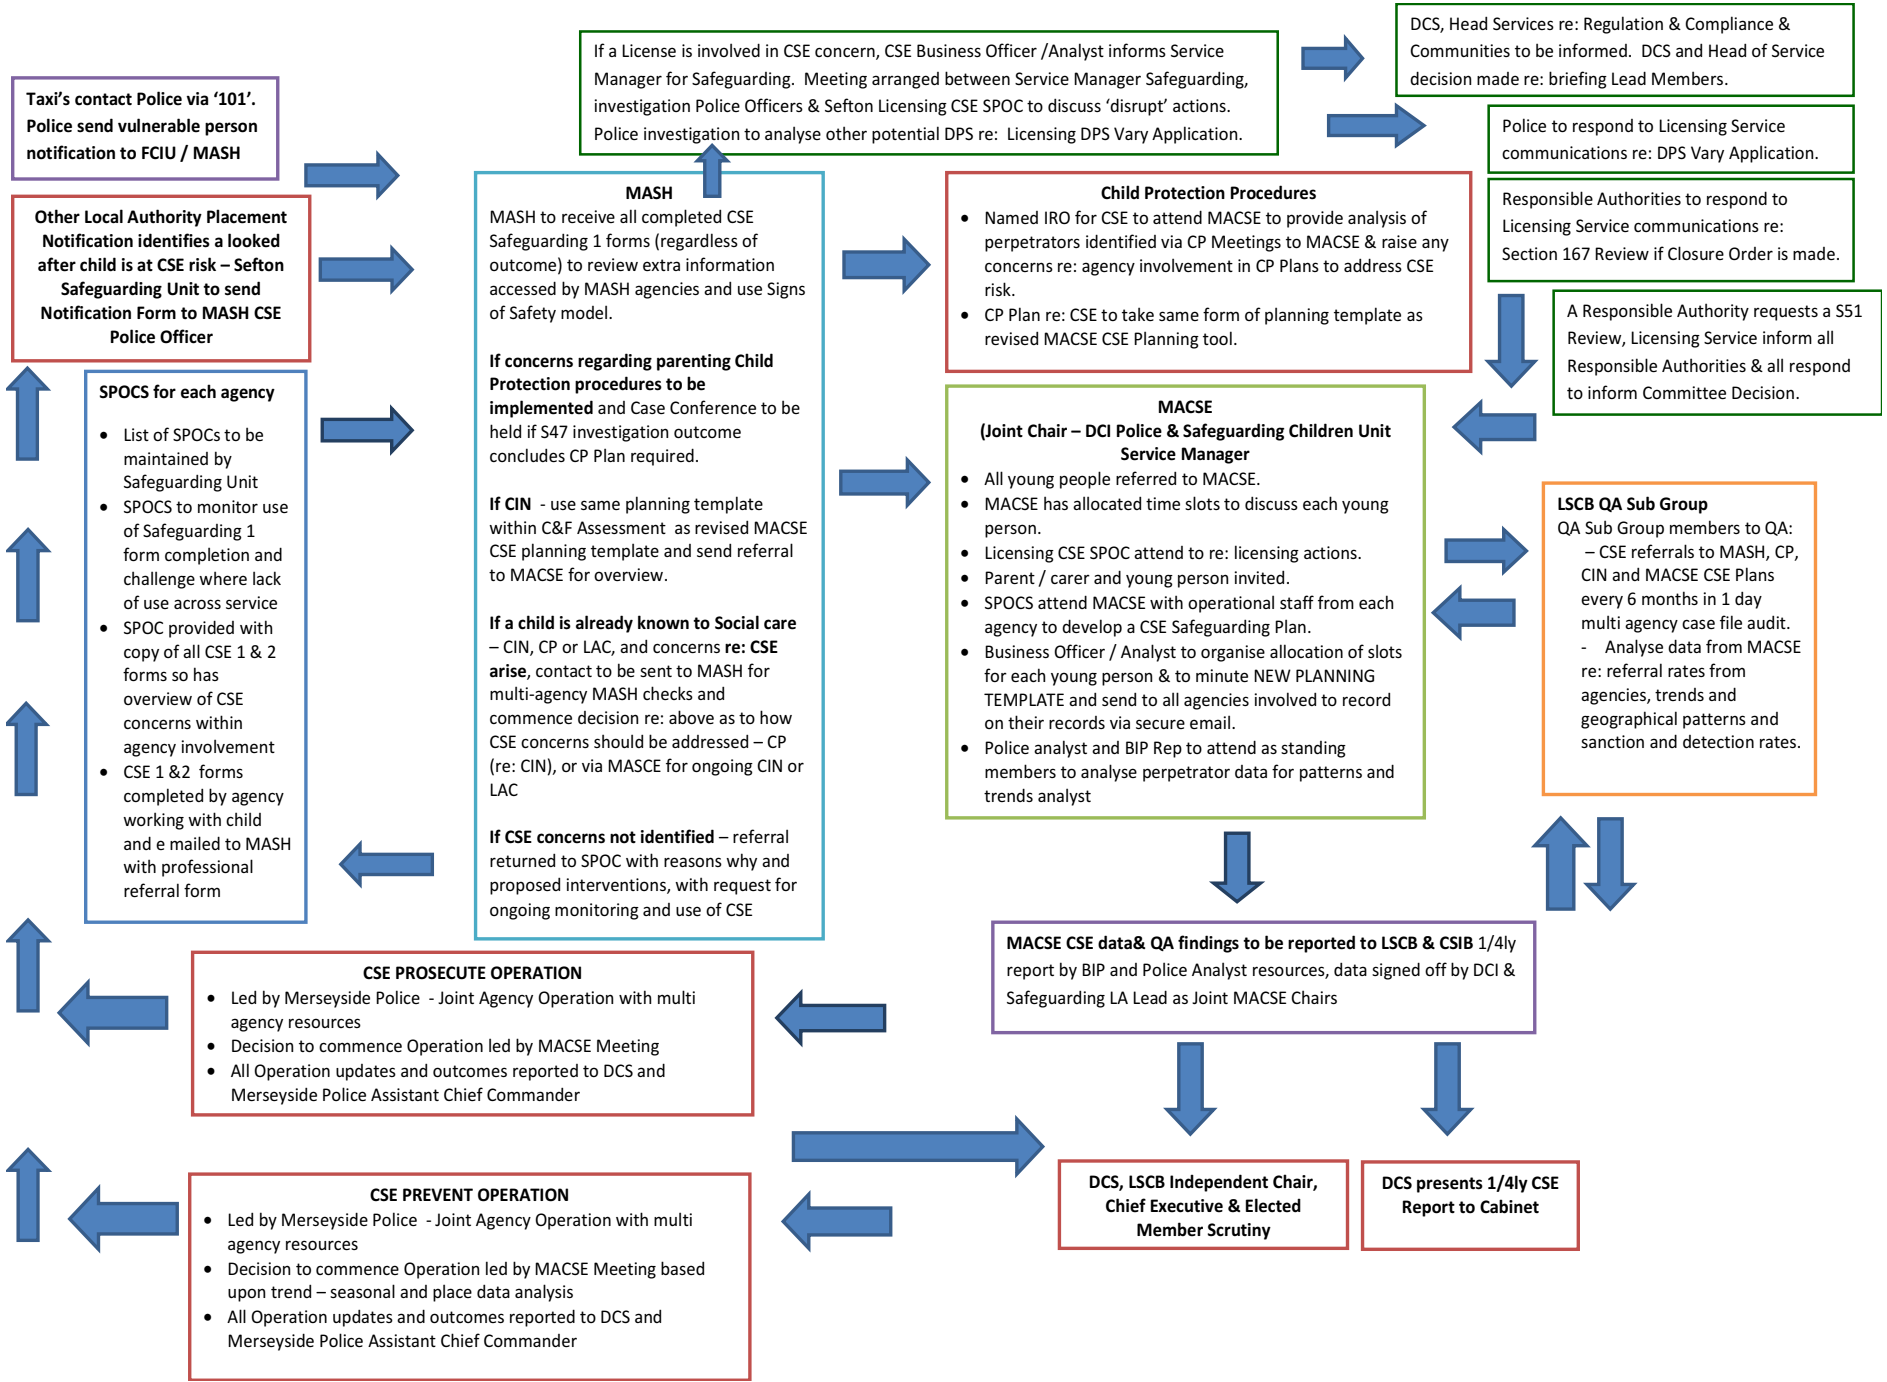 DCS, Head Services re: Regulation & Compliance &
Communities to be informed.  DCS and Head of Service
decision made re: briefing Lead Members.
If a License is involved in CSE concern, CSE Business Officer /Analyst informs Service
Manager for Safeguarding.  Meeting arranged between Service Manager Safeguarding,
investigation Police Officers & Sefton Licensing CSE SPOC to discuss ‘disrupt’ actions.
Police investigation to analyse other potential DPS re:  Licensing DPS Vary Application.
Taxi’s contact Police via ‘101’.
Police send vulnerable person
notification to FCIU / MASH
Police to respond to Licensing Service
communications re: DPS Vary Application.
Responsible Authorities to respond to
Licensing Service communications re:
Section 167 Review if Closure Order is made.
A Responsible Authority requests a S51
Review, Licensing Service inform all
Responsible Authorities & all respond
to inform Committee Decision.
Other Local Authority Placement
Notification identifies a looked
after child is at CSE risk – Sefton
Safeguarding Unit to send
Notification Form to MASH CSE
Police Officer
SPOCS for each agency
• List of SPOCs to be
maintained by
Safeguarding Unit
• SPOCS to monitor use
of Safeguarding 1
form completion and
challenge where lack
of use across service
• SPOC provided with
copy of all CSE 1 & 2
forms so has
overview of CSE
concerns within
agency involvement
• CSE 1 &2  forms
completed by agency
working with child
and e mailed to MASH
with professional
referral form
MASH
MASH to receive all completed CSE
Safeguarding 1 forms (regardless of
outcome) to review extra information
accessed by MASH agencies and use Signs
of Safety model.
If concerns regarding parenting Child
Protection procedures to be
implemented and Case Conference to be
held if S47 investigation outcome
concludes CP Plan required.
If CIN  - use same planning template
within C&F Assessment  as revised MACSE
CSE planning template and send referral
to MACSE for overview.
If a child is already known to Social care
– CIN, CP or LAC, and concerns re: CSE
arise, contact to be sent to MASH for
multi-agency MASH checks and
commence decision re: above as to how
CSE concerns should be addressed – CP
(re: CIN), or via MASCE for ongoing CIN or
LAC
If CSE concerns not identified – referral
returned to SPOC with reasons why and
proposed interventions, with request for
ongoing monitoring and use of CSE
Child Protection Procedures
• Named IRO for CSE to attend MACSE to provide analysis of
perpetrators identified via CP Meetings to MACSE & raise any
concerns re: agency involvement in CP Plans to address CSE
risk.
• CP Plan re: CSE to take same form of planning template as
revised MACSE CSE Planning tool.
MACSE
(Joint Chair – DCI Police & Safeguarding Children Unit
Service Manager
• All young people referred to MACSE.
• MACSE has allocated time slots to discuss each young
person.
• Licensing CSE SPOC attend to re: licensing actions.
• Parent / carer and young person invited.
• SPOCS attend MACSE with operational staff from each
agency to develop a CSE Safeguarding Plan.
• Business Officer / Analyst to organise allocation of slots
for each young person & to minute NEW PLANNING
TEMPLATE and send to all agencies involved to record
on their records via secure email.
• Police analyst and BIP Rep to attend as standing
members to analyse perpetrator data for patterns and
trends analyst
LSCB QA Sub Group
QA Sub Group members to QA:
– CSE referrals to MASH, CP,
CIN and MACSE CSE Plans
every 6 months in 1 day
multi agency case file audit.
- Analyse data from MACSE
re: referral rates from
agencies, trends and
geographical patterns and
sanction and detection rates.
MACSE CSE data& QA findings to be reported to LSCB & CSIB 1/4ly
report by BIP and Police Analyst resources, data signed off by DCI &
Safeguarding LA Lead as Joint MACSE Chairs
CSE PROSECUTE OPERATION
• Led by Merseyside Police  - Joint Agency Operation with multi
agency resources
• Decision to commence Operation led by MACSE Meeting
• All Operation updates and outcomes reported to DCS and
Merseyside Police Assistant Chief Commander
CSE PREVENT OPERATION
• Led by Merseyside Police  - Joint Agency Operation with multi
agency resources
• Decision to commence Operation led by MACSE Meeting based
upon trend – seasonal and place data analysis
• All Operation updates and outcomes reported to DCS and
Merseyside Police Assistant Chief Commander
DCS, LSCB Independent Chair,
Chief Executive & Elected
Member Scrutiny
DCS presents 1/4ly CSE
Report to Cabinet